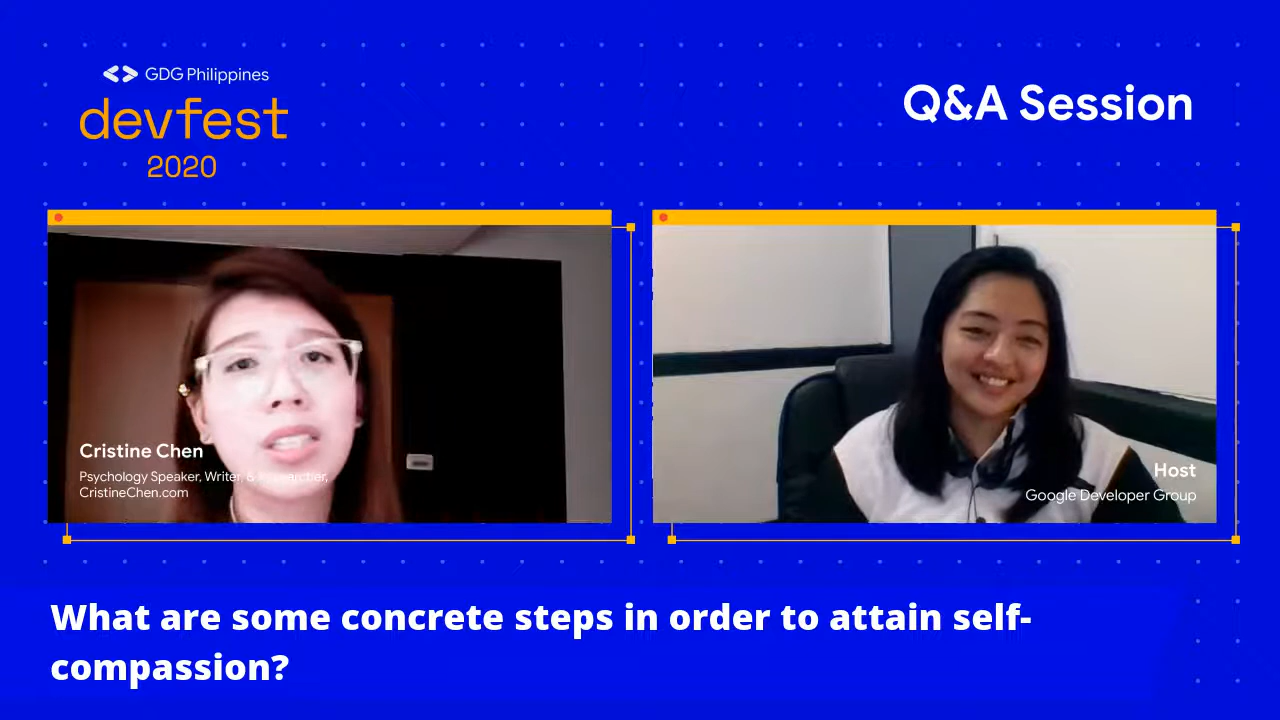 GDG Philippines
devfest
2020
Q&A Session
Cristine Chen
Psychology Speaker, Writer, & Researcher,
CristineChen.com
Host
Google Developer Group
What are some concrete steps in order to attain self-
compassion?